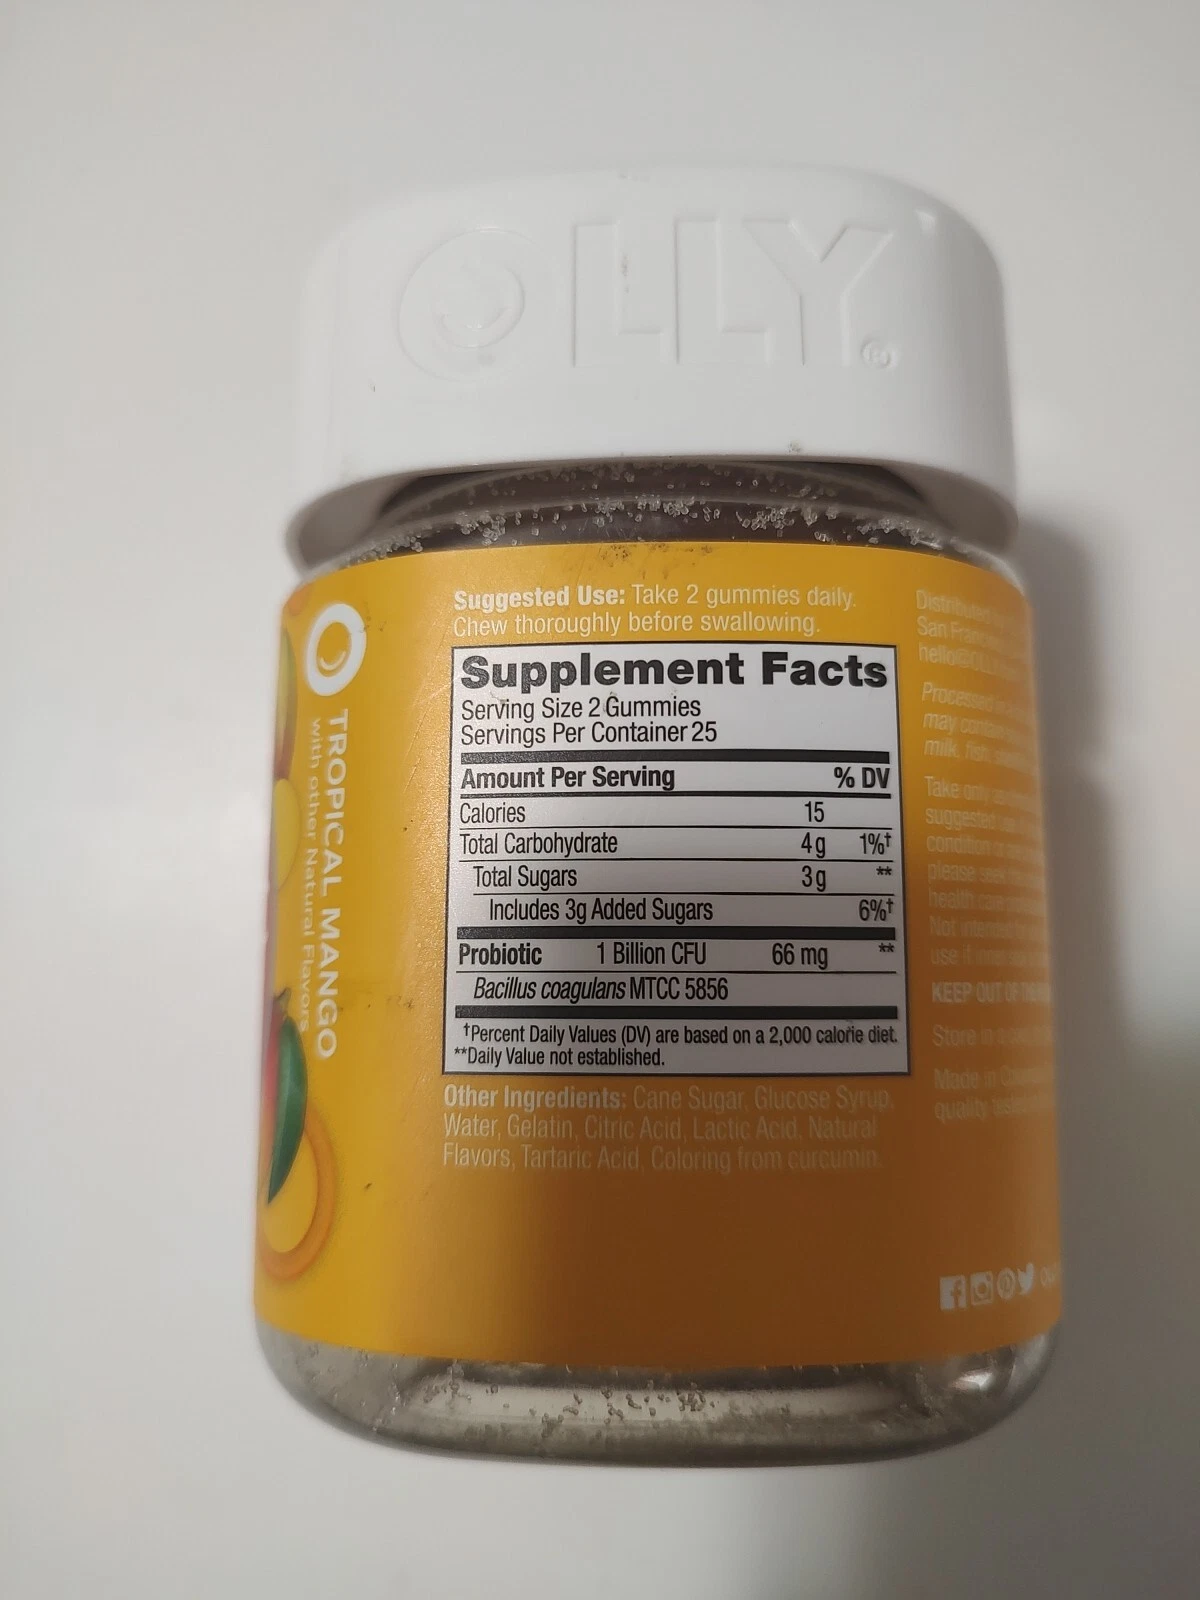 OLLY®
TROPICAL MANGO
with other Natural Flavors
Suggested Use: Take 2 gummies daily.
Chew thoroughly before swallowing.
Supplement Facts
Serving Size 2 Gummies
Servings Per Container 25
Amount Per Serving % DV
Calories 15
Total Carbohydrate 4g 1%†
Total Sugars 3g **
Includes 3g Added Sugars 6%†
Probiotic 1 Billion CFU 66 mg **
Bacillus coagulans MTCC 5856
†Percent Daily Values (DV) are based on a 2,000 calorie diet.
**Daily Value not established.
Other Ingredients: Cane Sugar, Glucose Syrup,
Water, Gelatin, Citric Acid, Lactic Acid, Natural
Flavors, Tartaric Acid, Coloring from curcumin.
Distributed
San
Processed
may
milk, fish
Take only
suggested
condition
please seek
health care
Not
use if
KEEP OUT OF
Store in
Made in
quality